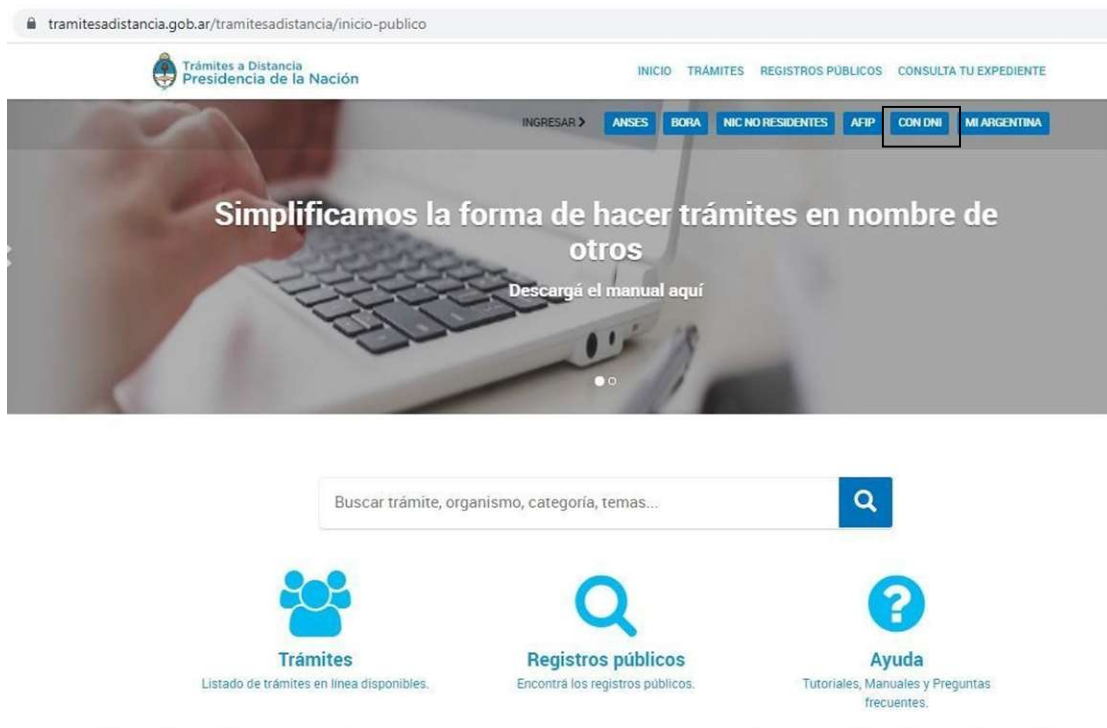 tramitesadistancia.gob.ar/tramitesadistancia/inicio-publico
Trámites a Distancia
Presidencia de la Nación
INICIO TRÁMITES REGISTROS PÚBLICOS CONSULTA TU EXPEDIENTE
INGRESAR ANSES BORA NIC NO RESIDENTES AFIP CON DNI MI ARGENTINA
Simplificamos la forma de hacer trámites en nombre de
otros
Descargá el manual aquí
Buscar trámite, organismo, categoría, temas...
Trámites
Listado de trámites en línea disponibles.
Registros públicos
Encontrá los registros públicos.
Ayuda
Tutoriales, Manuales y Preguntas
frecuentes.